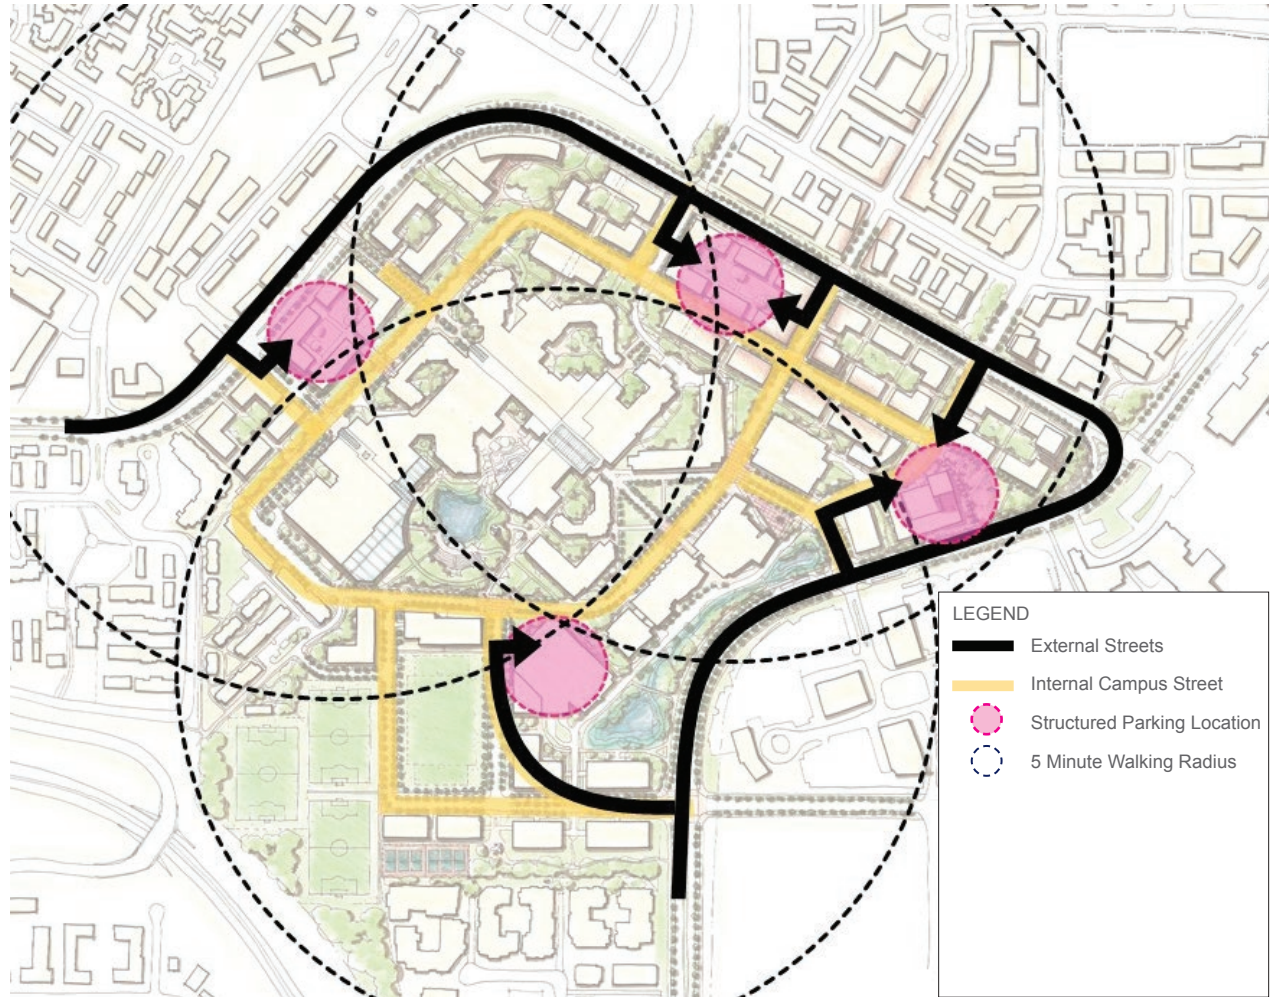 LEGEND
External Streets
Internal Campus Street
Structured Parking Location
5 Minute Walking Radius